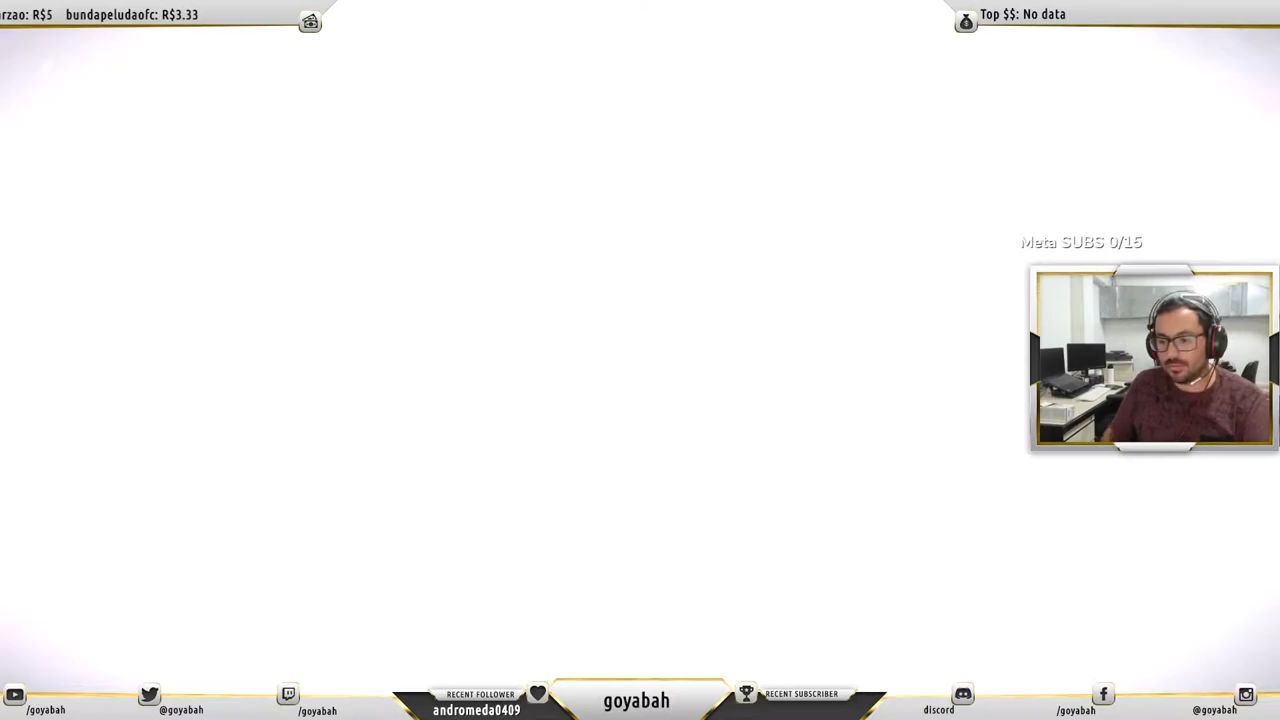 rzao: R$5 bundapeludaofc: R$3.33
Top $$: No data
Meta SUBS 0/15
/goyabah
@goyabah
/goyabah
RECENT FOLLOWER
andromeda0409
goyabah
RECENT SUBSCRIBER
discord
/goyabah
@goyabah